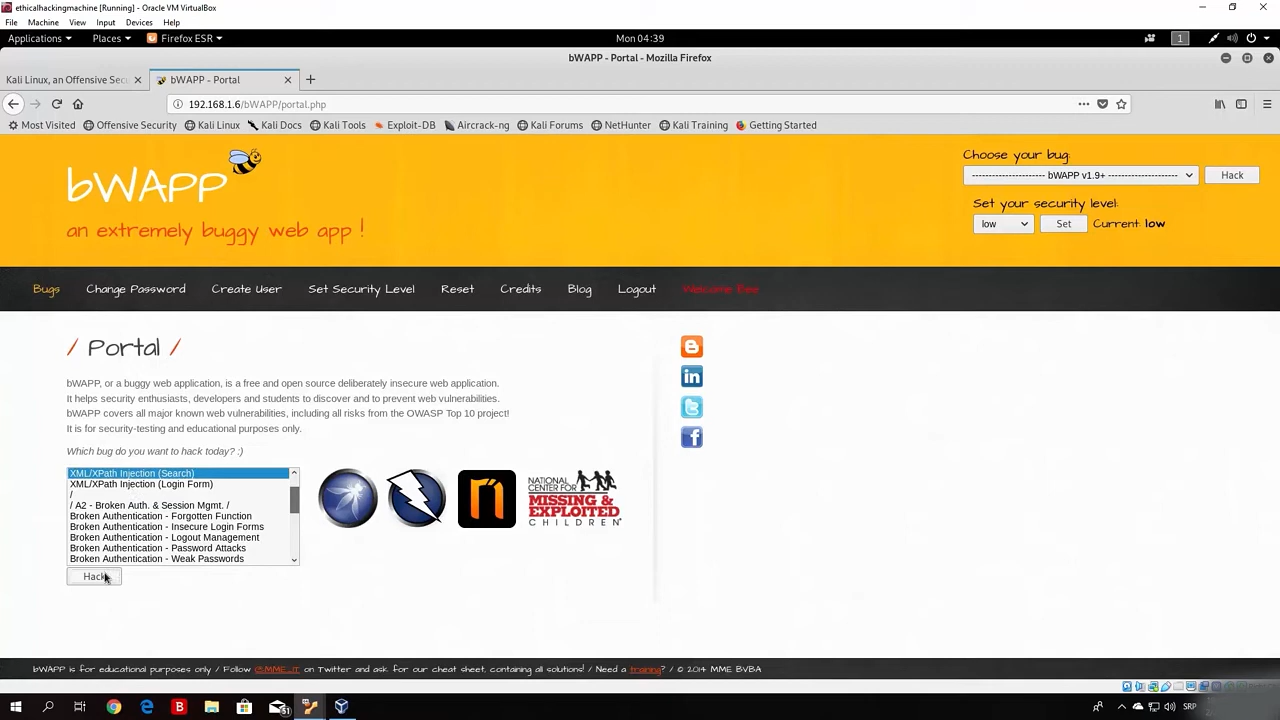 ethicalhackingmachine [Running] - Oracle VM VirtualBox
File Machine View Input Devices Help
Applications Places Firefox ESR Mon 04:39 1
bWAPP - Portal - Mozilla Firefox
Kali Linux, an Offensive Sec bWAPP - Portal
192.168.1.6/bWAPP/portal.php
Most Visited Offensive Security Kali Linux Kali Docs Kali Tools Exploit-DB Aircrack-ng Kali Forums NetHunter Kali Training Getting Started
bWAPP
an extremely buggy web app !
Choose your bug:
---------------------- bWAPP v1.9+ ---------------------- Hack
Set your security level:
low Set Current: low
Bugs Change Password Create User Set Security Level Reset Credits Blog Logout Welcome Bee
/ Portal /
bWAPP, or a buggy web application, is a free and open source deliberately insecure web application.
It helps security enthusiasts, developers and students to discover and to prevent web vulnerabilities.
bWAPP covers all major known web vulnerabilities, including all risks from the OWASP Top 10 project!
It is for security-testing and educational purposes only.
Which bug do you want to hack today? :)
XML/XPath Injection (Search)
XML/XPath Injection (Login Form)
/
/ A2 - Broken Auth. & Session Mgmt. /
Broken Authentication - Forgotten Function
Broken Authentication - Insecure Login Forms
Broken Authentication - Logout Management
Broken Authentication - Password Attacks
Broken Authentication - Weak Passwords
Hack
NATIONAL CENTER FOR
MISSING &
EXPLOITED
CHILDREN
bWAPP is for educational purposes only / Follow @MME_IT on Twitter and ask for our cheat sheet, containing all solutions! / Need a training? / © 2014 MME BVBA
SRP